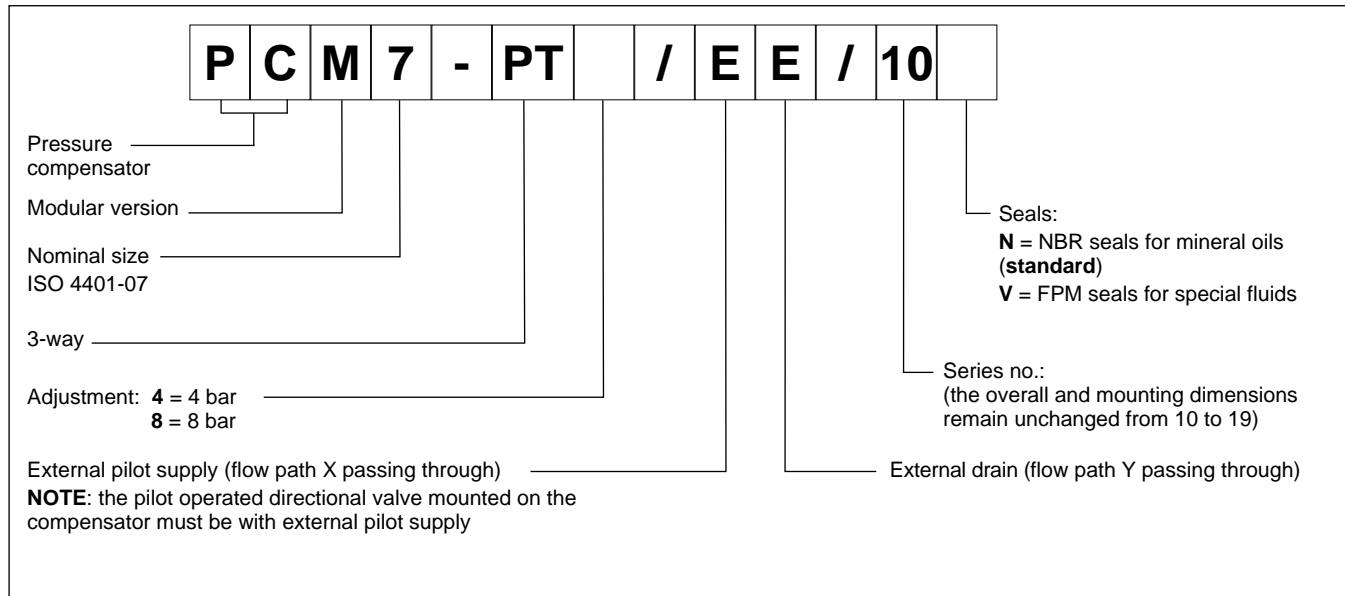 P C M 7 - PT / E E / 10
Pressure
compensator
Modular version
Nominal size
ISO 4401-07
3-way
Adjustment: 4 = 4 bar
8 = 8 bar
External pilot supply (flow path X passing through)
NOTE: the pilot operated directional valve mounted on the
compensator must be with external pilot supply
Seals:
N = NBR seals for mineral oils
(standard)
V = FPM seals for special fluids
Series no.:
(the overall and mounting dimensions
remain unchanged from 10 to 19)
External drain (flow path Y passing through)